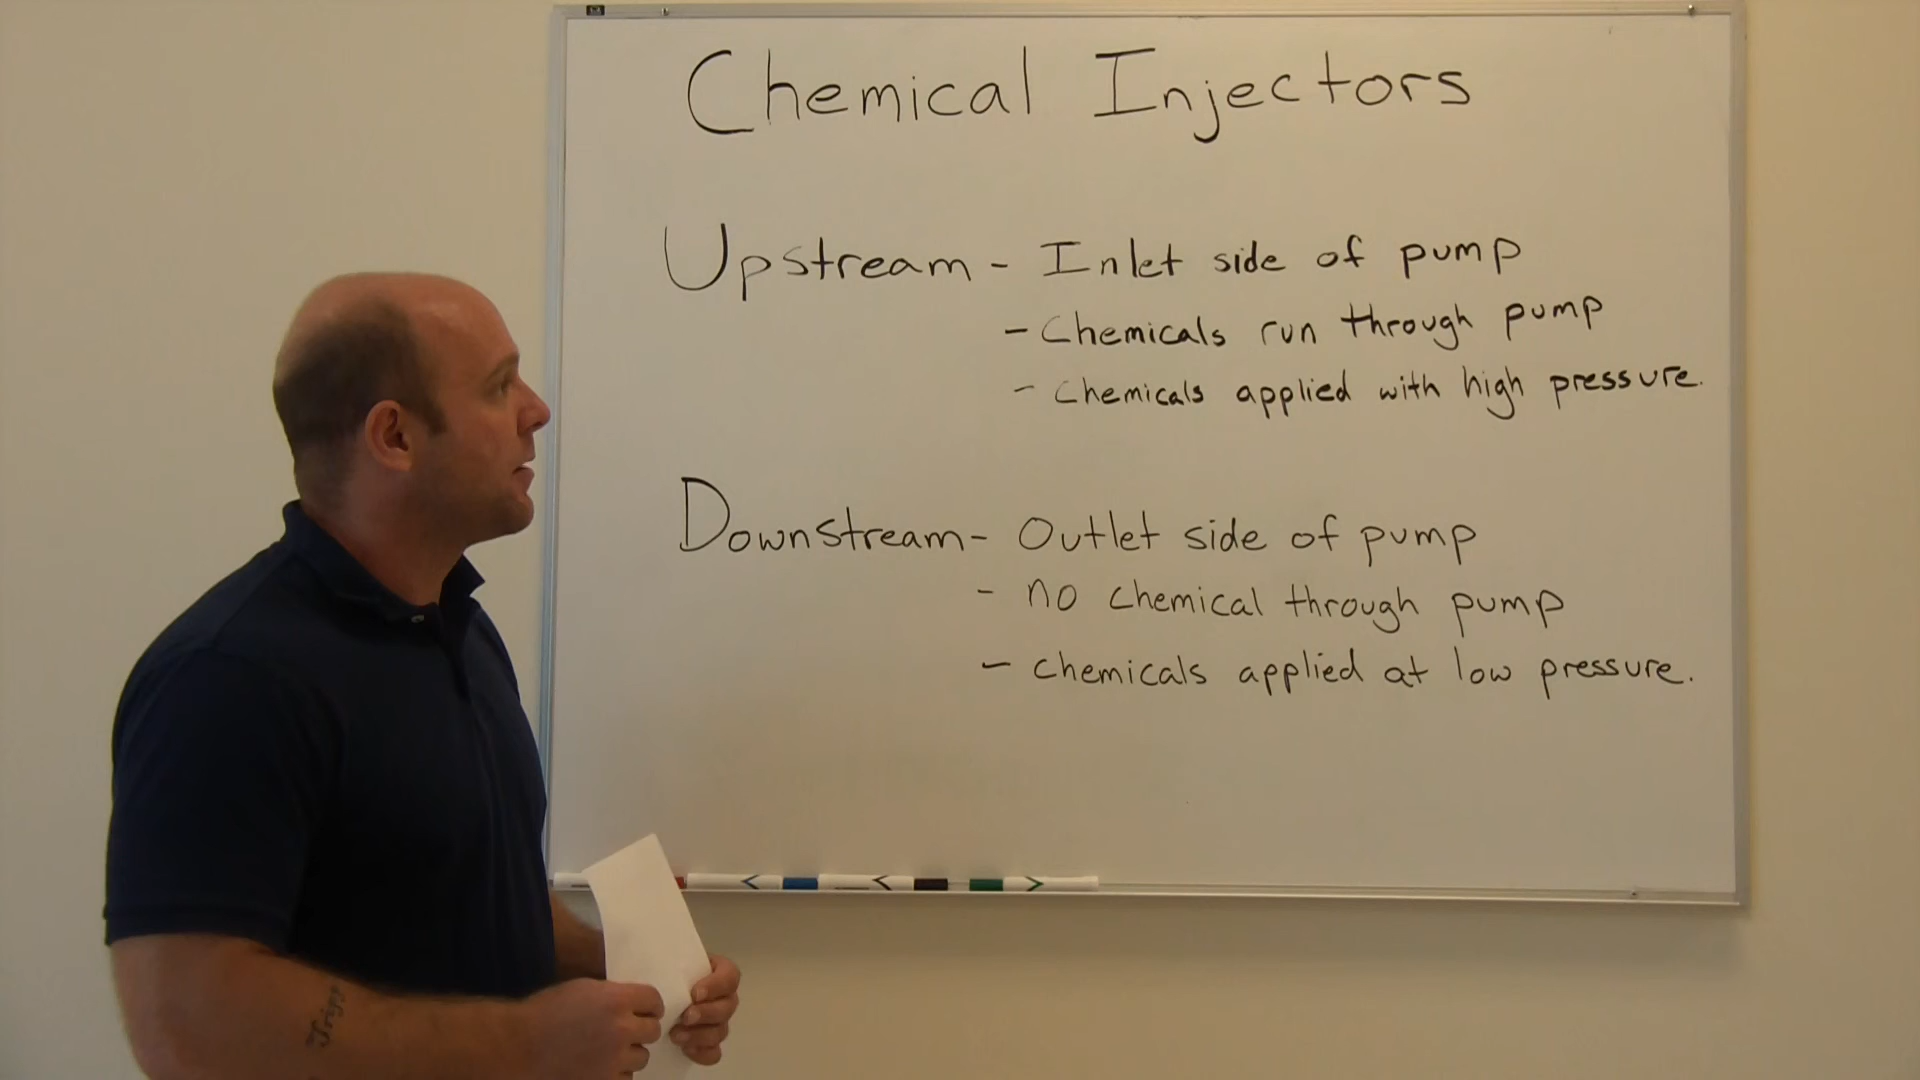 Chemical Injectors
Upstream - Inlet side of pump
- Chemicals run through pump
- Chemicals applied with high pressure.
Downstream - Outlet side of pump
- no chemical through pump
- chemicals applied at low pressure.
Tripp